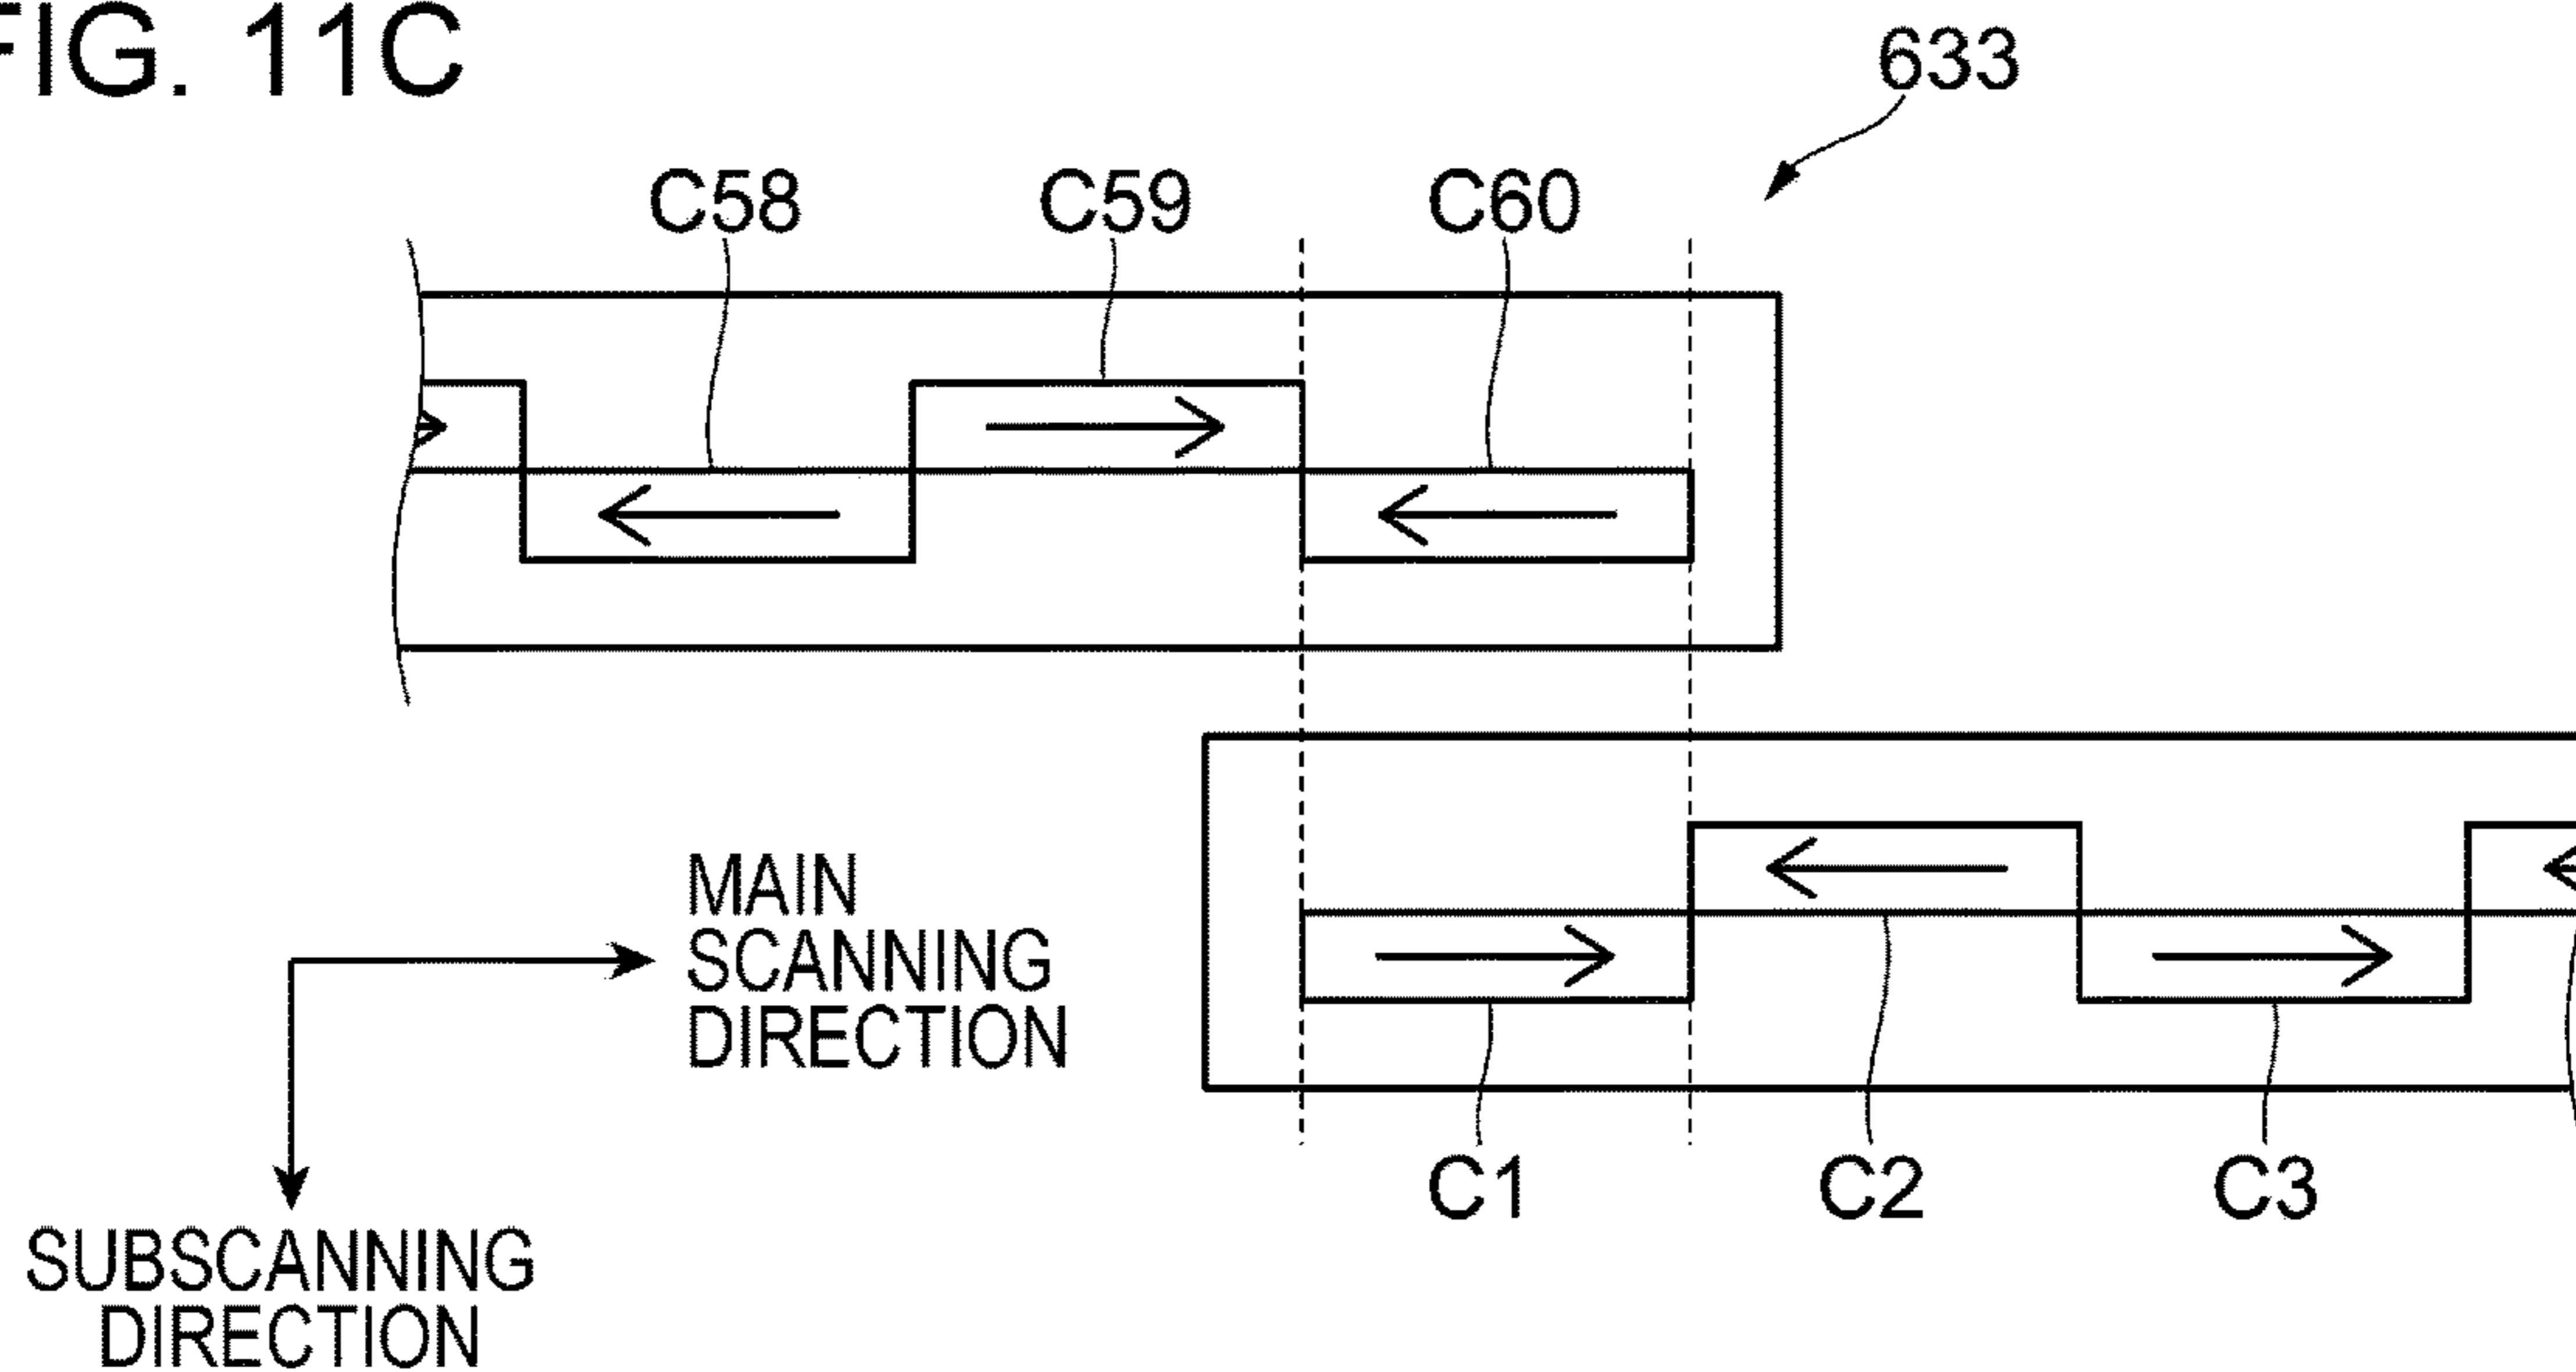 FIG. 11C
633
C58
C59
C60
MAIN
SCANNING
DIRECTION
C1
C2
C3
SUBSCANNING
DIRECTION